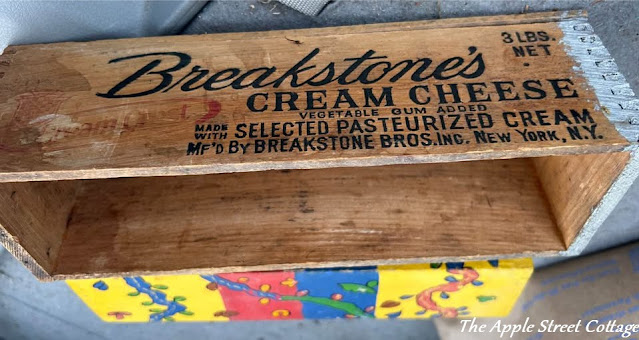 Breakstone's
3 LBS.
NET
CREAM CHEESE
VEGETABLE GUM ADDED
MADE WITH SELECTED PASTEURIZED CREAM
MF'D BY BREAKSTONE BROS. INC. NEW YORK, N.Y.
The Apple Street Cottage